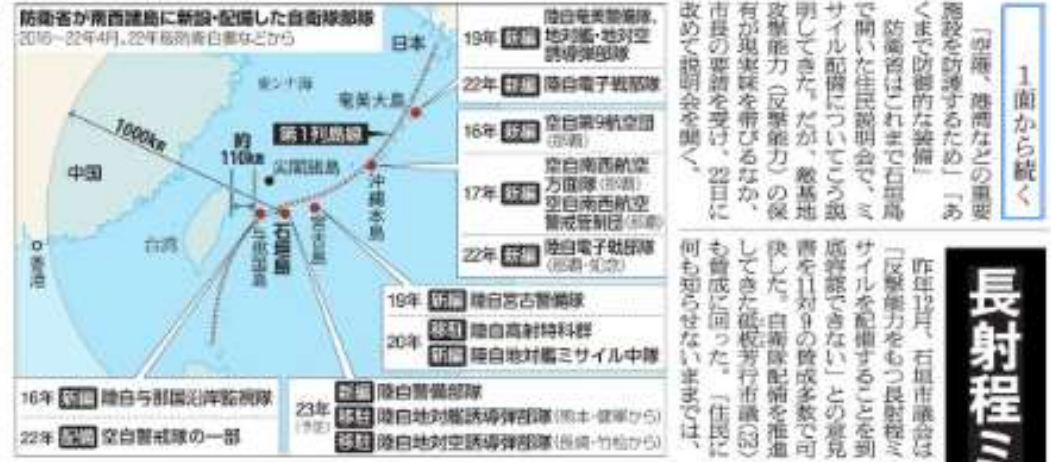 防衛省が南西諸島に新設・配備した自衛隊部隊
2016～22年4月。22年版防衛白書などから
日本
東シナ海
奄美大島
第1列島線
1000km
約
110km
尖閣諸島
中国
沖縄本島
宮古島
石垣島
与那国島
台湾
香港
19年 新編 陸自奄美警備隊、
地対艦・地対空
誘導弾部隊
22年 新編 陸自電子戦部隊
16年 新編 空自第9航空団
(那覇)
17年 新編 空自南西航空
方面隊(那覇)
空自南西航空
警戒管制団(那覇)
22年 新編 陸自電子戦部隊
(那覇・知念)
19年 新編 陸自宮古警備隊
20年 移駐 陸自高射特科群
新編 陸自地対艦ミサイル中隊
16年 新編 陸自与那国沿岸監視隊
22年 配備 空自警戒隊の一部
23年
(予定)
新編 陸自警備部隊
移駐 陸自地対艦誘導弾部隊(熊本・健軍から)
移駐 陸自地対空誘導弾部隊(長崎・竹松から)
1面から続く
「空港、港湾などの重要
施設を防護するため」「あ
くまで防御的な装備」
防衛省はこれまで石垣島
で開いた住民説明会で、ミ
サイル配備についてこう説
明してきた。だが、敵基地
攻撃能力(反撃能力)の保
有が現実味を帯びるなか、
市長の要請を受け、22日に
改めて説明会を開く。
長射程ミ
昨年12月、石垣市議会は
「反撃能力をもつ長射程ミ
サイルを配備することを到
底容認できない」との意見
書を11対9の賛成多数で可
決した。自衛隊配備を推進
してきた砥板芳行市議(53)
も賛成に回った。「住民に
何も知らせないままでは、